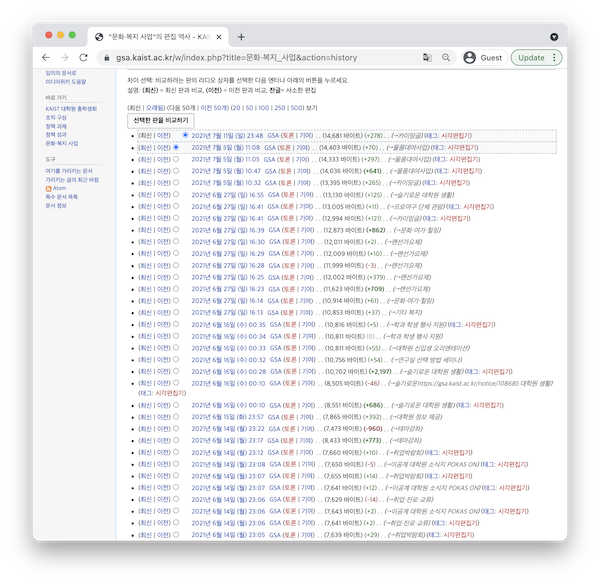 "문화·복지 사업"의 편집 역사 - KAIS
gsa.kaist.ac.kr/w/index.php?title=문화·복지_사업&action=history
Guest
Update
임의의 문서로
미디어위키 도움말
바로 가기
KAIST 대학원 총학생회
조직 구성
정책 과제
정책 성과
문화·복지 사업
도구
여기를 가리키는 문서
가리키는 글의 최근 바뀜
Atom
특수 문서 목록
문서 정보
차이 선택: 비교하려는 판의 라디오 상자를 선택한 다음 엔터나 아래의 버튼을 누르세요.
설명: (최신) = 최신 판과 비교, (이전) = 이전 판과 비교, 잔글= 사소한 편집
(최신 | 오래됨) (다음 50개 | 이전 50개) (20 | 50 | 100 | 250 | 500) 보기
선택한 판을 비교하기
(최신 | 이전) 2021년 7월 11일 (일) 23:48 GSA (토론 | 기여) . . (14,681 바이트) (+278) . . (→카이밍글) (태그: 시각편집기)
(최신 | 이전) 2021년 7월 5일 (월) 11:08 GSA (토론 | 기여) . . (14,403 바이트) (+70) . . (→물품대여사업) (태그: 시각편집기)
(최신 | 이전) 2021년 7월 5일 (월) 11:05 GSA (토론 | 기여) . . (14,333 바이트) (+297) . . (→물품대여사업) (태그: 시각편집기)
(최신 | 이전) 2021년 7월 5일 (월) 10:47 GSA (토론 | 기여) . . (14,036 바이트) (+641) . . (→물품대여사업) (태그: 시각편집기)
(최신 | 이전) 2021년 7월 5일 (월) 10:32 GSA (토론 | 기여) . . (13,395 바이트) (+265) . . (→카이밍글) (태그: 시각편집기)
(최신 | 이전) 2021년 6월 27일 (일) 16:55 GSA (토론 | 기여) . . (13,130 바이트) (+125) . . (→슬기로운 대학원 생활)
(최신 | 이전) 2021년 6월 27일 (일) 16:41 GSA (토론 | 기여) . . (13,005 바이트) (+11) . . (→프로야구 단체 관람) (태그: 시각편집기)
(최신 | 이전) 2021년 6월 27일 (일) 16:41 GSA (토론 | 기여) . . (12,994 바이트) (+121) . . (→카이밍글) (태그: 시각편집기)
(최신 | 이전) 2021년 6월 27일 (일) 16:39 GSA (토론 | 기여) . . (12,873 바이트) (+862) . . (→문화·여가·힐링)
(최신 | 이전) 2021년 6월 27일 (일) 16:30 GSA (토론 | 기여) . . (12,011 바이트) (+2) . . (→랜선가요제)
(최신 | 이전) 2021년 6월 27일 (일) 16:29 GSA (토론 | 기여) . . (12,009 바이트) (+10) . . (→랜선가요제)
(최신 | 이전) 2021년 6월 27일 (일) 16:28 GSA (토론 | 기여) . . (11,999 바이트) (-3) . . (→랜선가요제)
(최신 | 이전) 2021년 6월 27일 (일) 16:25 GSA (토론 | 기여) . . (12,002 바이트) (+379) . . (→랜선가요제)
(최신 | 이전) 2021년 6월 27일 (일) 16:23 GSA (토론 | 기여) . . (11,623 바이트) (+709) . . (→랜선가요제)
(최신 | 이전) 2021년 6월 27일 (일) 16:14 GSA (토론 | 기여) . . (10,914 바이트) (+61) . . (→문화·여가·힐링)
(최신 | 이전) 2021년 6월 27일 (일) 16:13 GSA (토론 | 기여) . . (10,853 바이트) (+37) . . (→기타 복지)
(최신 | 이전) 2021년 6월 16일 (수) 00:35 GSA (토론 | 기여) . . (10,816 바이트) (+5) . . (→학과 학생 행사 지원) (태그: 시각편집기)
(최신 | 이전) 2021년 6월 16일 (수) 00:34 GSA (토론 | 기여) . . (10,811 바이트) (0) . . (→학과 학생 행사 지원)
(최신 | 이전) 2021년 6월 16일 (수) 00:33 GSA (토론 | 기여) . . (10,811 바이트) (+55) . . (→대학원 신입생 오리엔테이션)
(최신 | 이전) 2021년 6월 16일 (수) 00:32 GSA (토론 | 기여) . . (10,756 바이트) (+54) . . (→연구실 선택 방법 세미나)
(최신 | 이전) 2021년 6월 16일 (수) 00:28 GSA (토론 | 기여) . . (10,702 바이트) (+2,197) . . (→슬기로운 대학원 생활) (태그: 시각편집기)
(최신 | 이전) 2021년 6월 16일 (수) 00:10 GSA (토론 | 기여) . . (8,505 바이트) (-46) . . (→슬기로운https://gsa.kaist.ac.kr/notice/108685 대학원 생활)
(태그: 시각편집기)
(최신 | 이전) 2021년 6월 16일 (수) 00:10 GSA (토론 | 기여) . . (8,551 바이트) (+686) . . (→슬기로운 대학원 생활) (태그: 시각편집기)
(최신 | 이전) 2021년 6월 15일 (화) 23:57 GSA (토론 | 기여) . . (7,865 바이트) (+392) . . (→대학원 정보 제공)
(최신 | 이전) 2021년 6월 14일 (월) 23:22 GSA (토론 | 기여) . . (7,473 바이트) (-960) . . (→테마강좌)
(최신 | 이전) 2021년 6월 14일 (월) 23:17 GSA (토론 | 기여) . . (8,433 바이트) (+773) . . (→테마강좌)
(최신 | 이전) 2021년 6월 14일 (월) 23:12 GSA (토론 | 기여) . . (7,660 바이트) (+10) . . (→취업박람회) (태그: 시각편집기)
(최신 | 이전) 2021년 6월 14일 (월) 23:08 GSA (토론 | 기여) . . (7,650 바이트) (-5) . . (→이공계 대학원 소식지 POKAS ON) (태그: 시각편집기)
(최신 | 이전) 2021년 6월 14일 (월) 23:07 GSA (토론 | 기여) . . (7,655 바이트) (+14) . . (→취업박람회) (태그: 시각편집기)
(최신 | 이전) 2021년 6월 14일 (월) 23:07 GSA (토론 | 기여) . . (7,641 바이트) (+12) . . (→이공계 대학원 소식지 POKAS ON) (태그: 시각편집기)
(최신 | 이전) 2021년 6월 14일 (월) 23:06 GSA (토론 | 기여) . . (7,629 바이트) (-14) . . (→취업·진로·교류)
(최신 | 이전) 2021년 6월 14일 (월) 23:06 GSA (토론 | 기여) . . (7,643 바이트) (+2) . . (→이공계 대학원 소식지 POKAS ON) (태그: 시각편집기)
(최신 | 이전) 2021년 6월 14일 (월) 23:06 GSA (토론 | 기여) . . (7,641 바이트) (+2) . . (→취업·진로·교류) (태그: 시각편집기)
(최신 | 이전) 2021년 6월 14일 (월) 23:05 GSA (토론 | 기여) . . (7,639 바이트) (+29) . . (→취업박람회) (태그: 시각편집기)